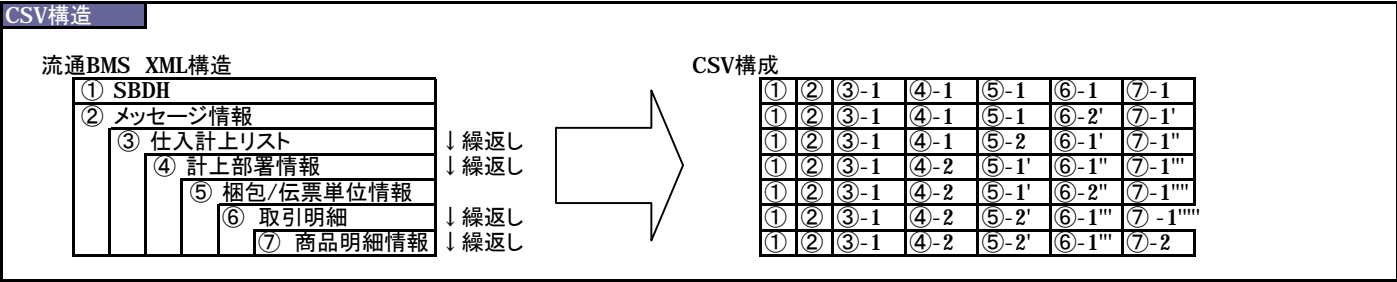 CSV構造
流通BMS XML構造
CSV構成
① SBDH
② メッセージ情報
③ 仕入計上リスト ↓繰返し
④ 計上部署情報 ↓繰返し
⑤ 梱包/伝票単位情報
⑥ 取引明細 ↓繰返し
⑦ 商品明細情報 ↓繰返し
① ② ③-1 ④-1 ⑤-1 ⑥-1 ⑦-1
① ② ③-1 ④-1 ⑤-1 ⑥-2' ⑦-1'
① ② ③-1 ④-1 ⑤-2 ⑥-1' ⑦-1''
① ② ③-1 ④-2 ⑤-1' ⑥-1'' ⑦-1'''
① ② ③-1 ④-2 ⑤-1' ⑥-2'' ⑦-1''''
① ② ③-1 ④-2 ⑤-2' ⑥-1''' ⑦ -1'''''
① ② ③-1 ④-2 ⑤-2' ⑥-1''' ⑦-2